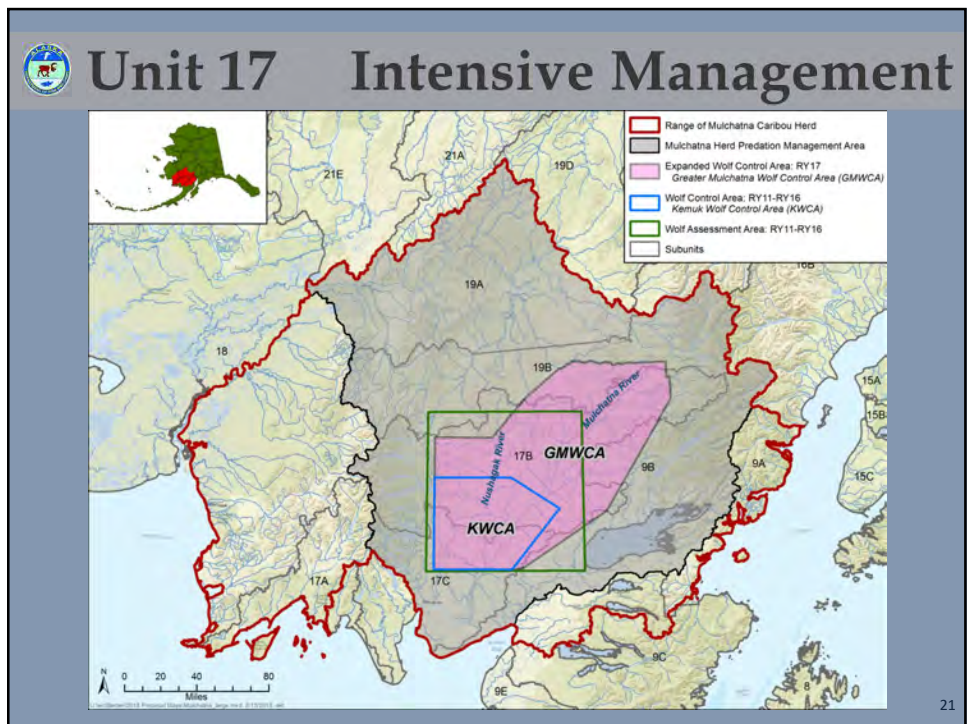 Unit 17 Intensive Management
ALASKA
Range of Mulchatna Caribou Herd
Mulchatna Herd Predation Management Area
Expanded Wolf Control Area: RY17
Greater Mulchatna Wolf Control Area (GMWCA)
Wolf Control Area: RY11-RY16
Kemuk Wolf Control Area (KWCA)
Wolf Assessment Area: RY11-RY16
Subunits
21E
21A
19D
16B
19A
18
19B
15A
15B
Mulchatna River
17B
Nushagak River
GMWCA
9B
9A
15C
KWCA
17C
17A
9C
9E
8
N
0 20 40 80
Miles
21